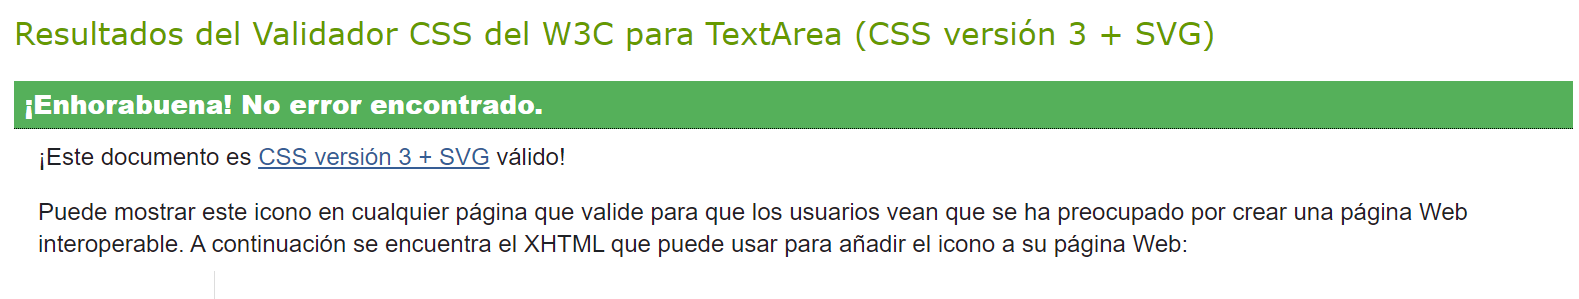 Resultados del Validador CSS del W3C para TextArea (CSS versión 3 + SVG)
¡Enhorabuena! No error encontrado.
¡Este documento es CSS versión 3 + SVG válido!
Puede mostrar este icono en cualquier página que valide para que los usuarios vean que se ha preocupado por crear una página Web
interoperable. A continuación se encuentra el XHTML que puede usar para añadir el icono a su página Web: